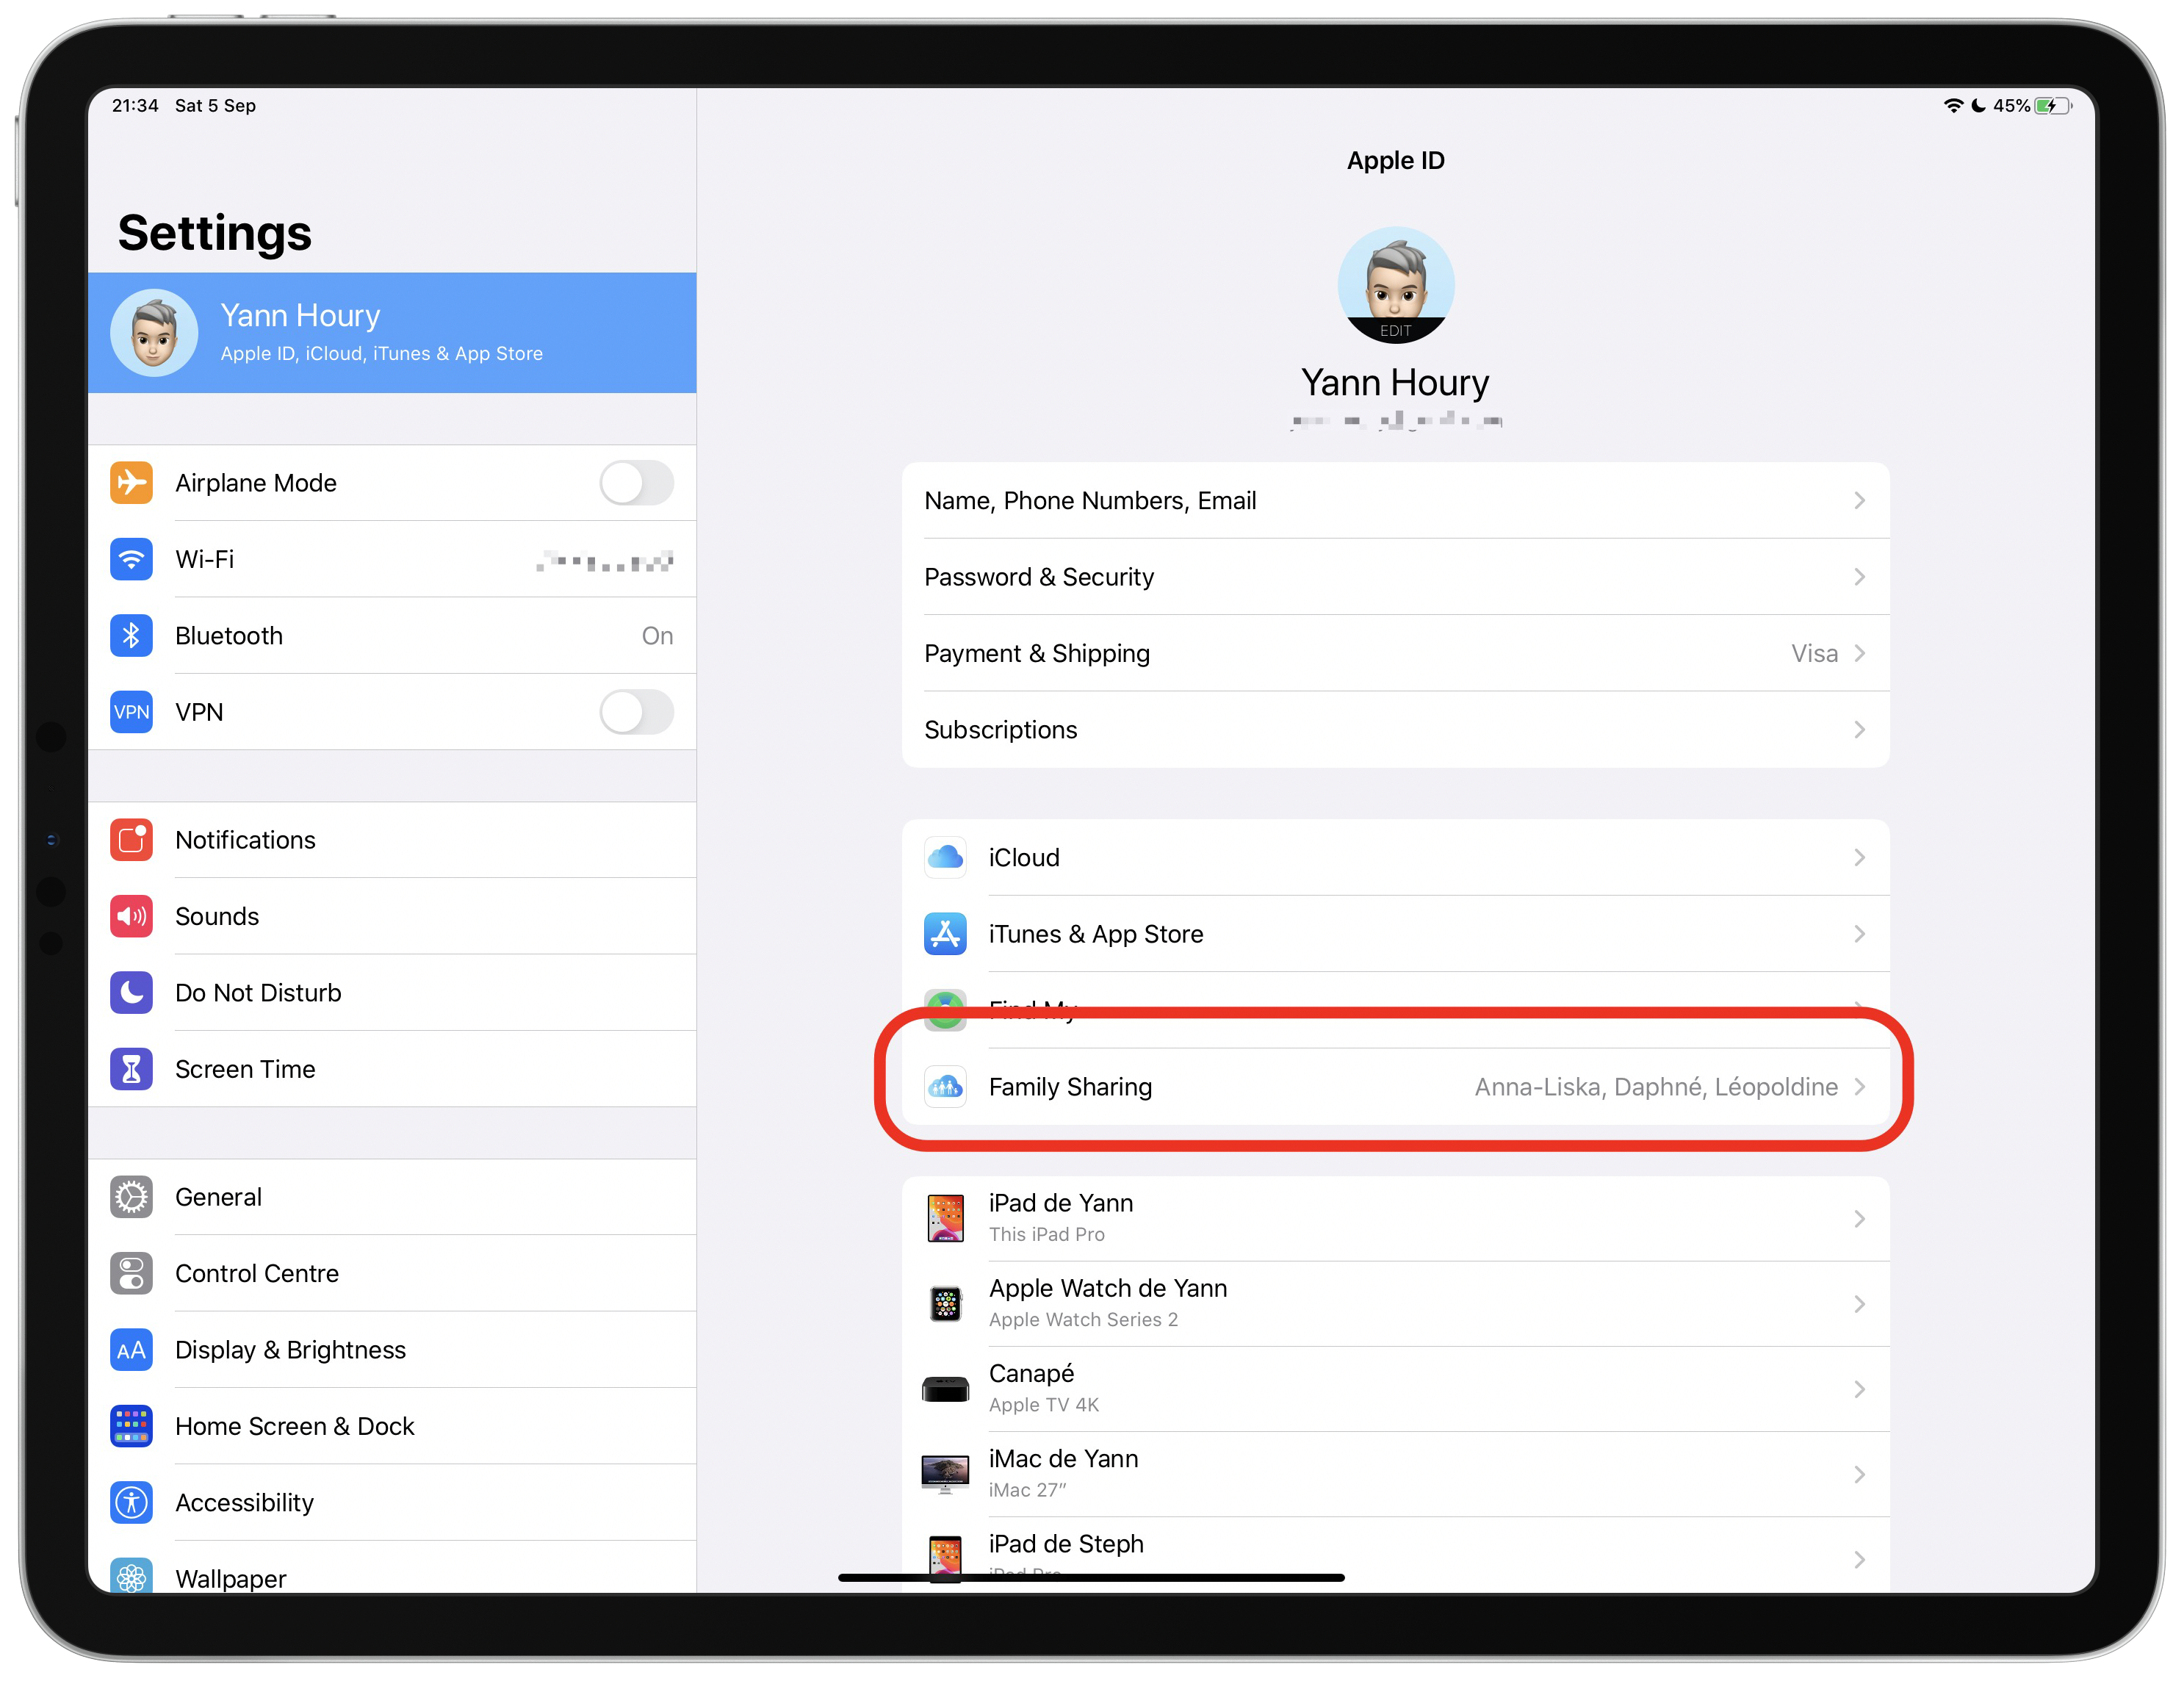 21:34 Sat 5 Sep
45%
Settings
Yann Houry
Apple ID, iCloud, iTunes & App Store
Airplane Mode
Wi-Fi
Bluetooth On
VPN VPN
Notifications
Sounds
Do Not Disturb
Screen Time
General
Control Centre
AA Display & Brightness
Home Screen & Dock
Accessibility
Wallpaper
Apple ID
EDIT
Yann Houry
Name, Phone Numbers, Email
Password & Security
Payment & Shipping Visa
Subscriptions
iCloud
iTunes & App Store
Find My
Family Sharing Anna-Liska, Daphné, Léopoldine
iPad de Yann
This iPad Pro
Apple Watch de Yann
Apple Watch Series 2
Canapé
Apple TV 4K
iMac de Yann
iMac 27″
iPad de Steph
iPad Pro